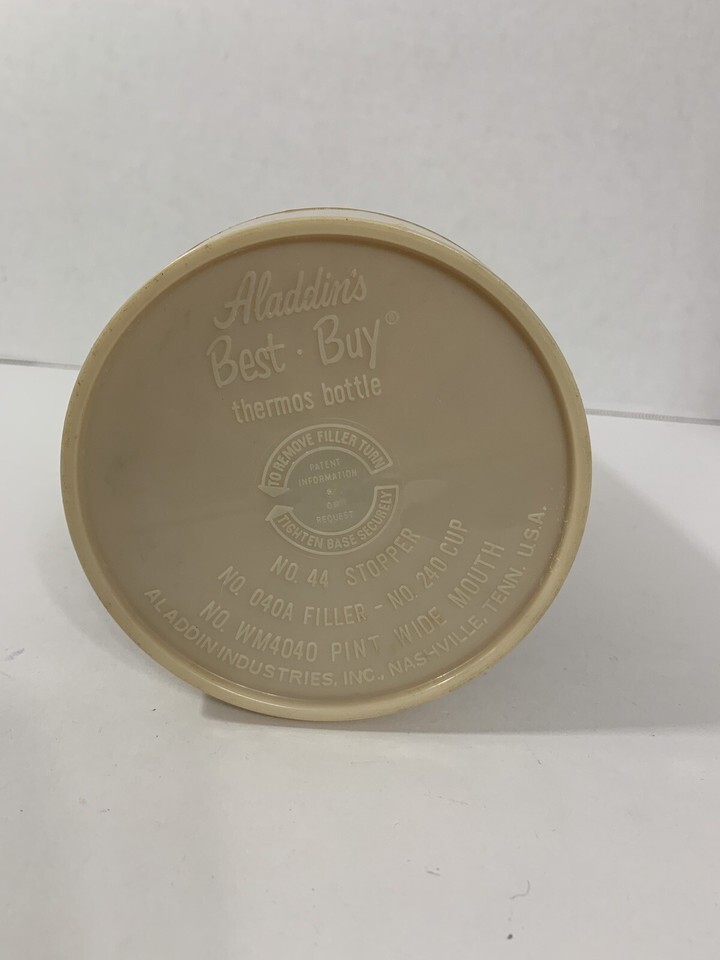 Aladdin's
Best · Buy®
thermos bottle
TO REMOVE FILLER TURN
PATENT
INFORMATION
ON
REQUEST
TIGHTEN BASE SECURELY
NO. 44 STOPPER
NO. 040A FILLER - NO. 240 CUP
NO. WM4040 PINT WIDE MOUTH
ALADDIN INDUSTRIES, INC., NASHVILLE, TENN. U.S.A.